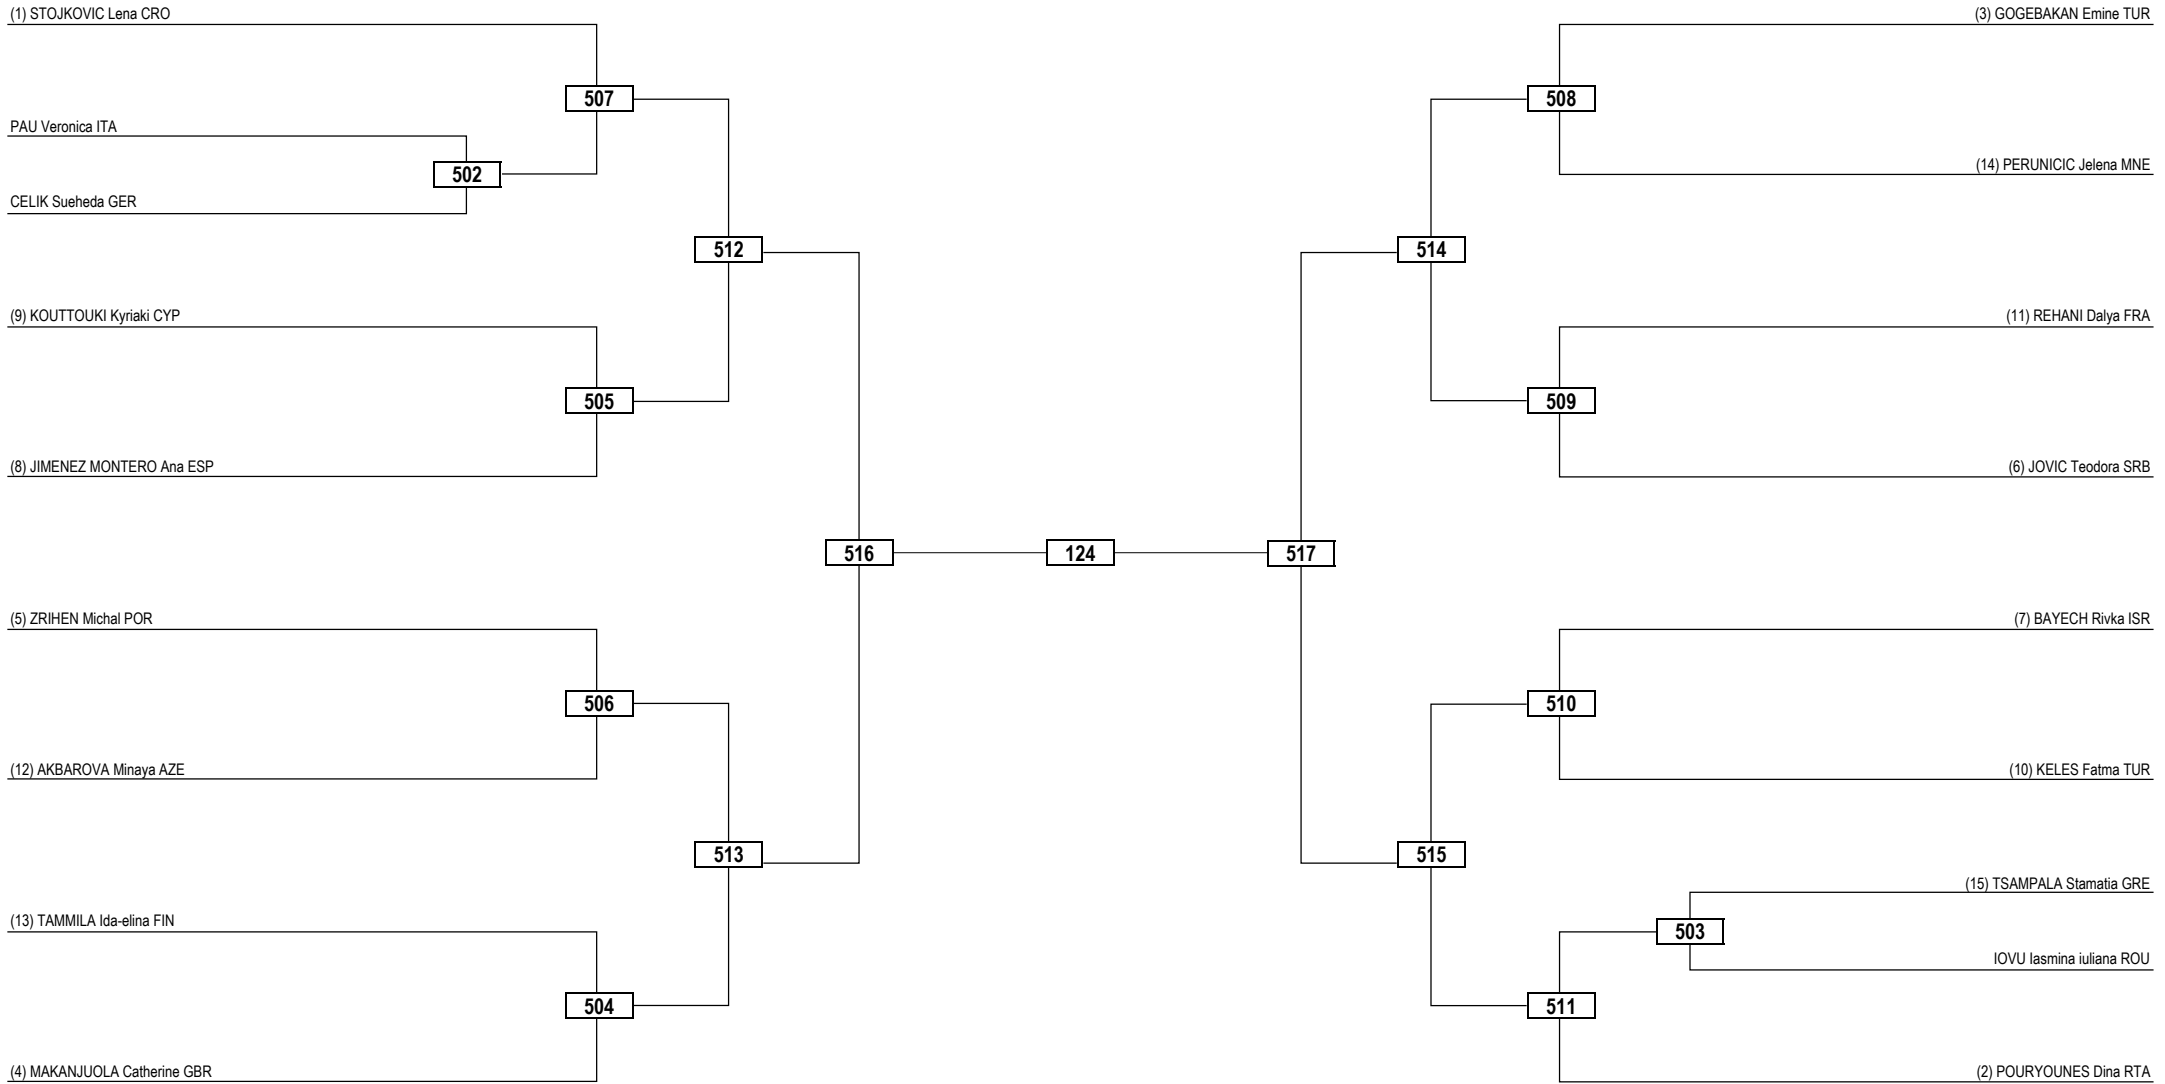 (1) STOJKOVIC Lena CRO
(3) GOGEBAKAN Emine TUR
507
508
PAU Veronica ITA
502
(14) PERUNICIC Jelena MNE
CELIK Sueheda GER
512
514
(9) KOUTTOUKI Kyriaki CYP
(11) REHANI Dalya FRA
505
509
(8) JIMENEZ MONTERO Ana ESP
(6) JOVIC Teodora SRB
516
124
517
(5) ZRIHEN Michal POR
(7) BAYECH Rivka ISR
506
510
(12) AKBAROVA Minaya AZE
(10) KELES Fatma TUR
513
515
(15) TSAMPALA Stamatia GRE
(13) TAMMILA Ida-elina FIN
503
IOVU Iasmina iuliana ROU
504
511
(4) MAKANJUOLA Catherine GBR
(2) POURYOUNES Dina RTA